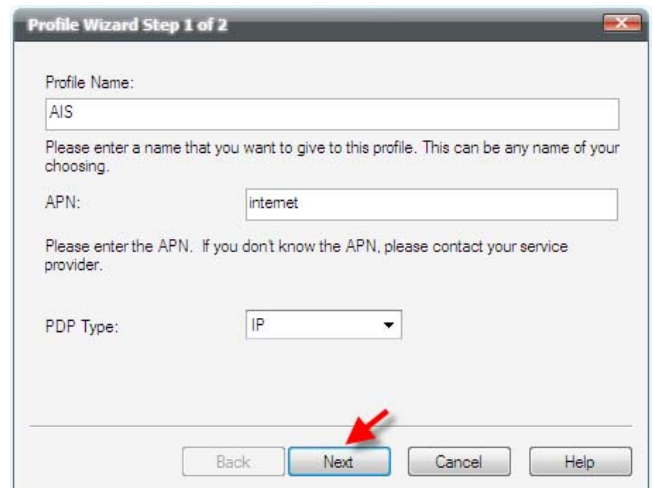 Profile Wizard Step 1 of 2
Profile Name:
AIS
Please enter a name that you want to give to this profile. This can be any name of your
choosing.
APN:
internet
Please enter the APN. If you don't know the APN, please contact your service
provider.
PDP Type:
IP
Back
Next
Cancel
Help